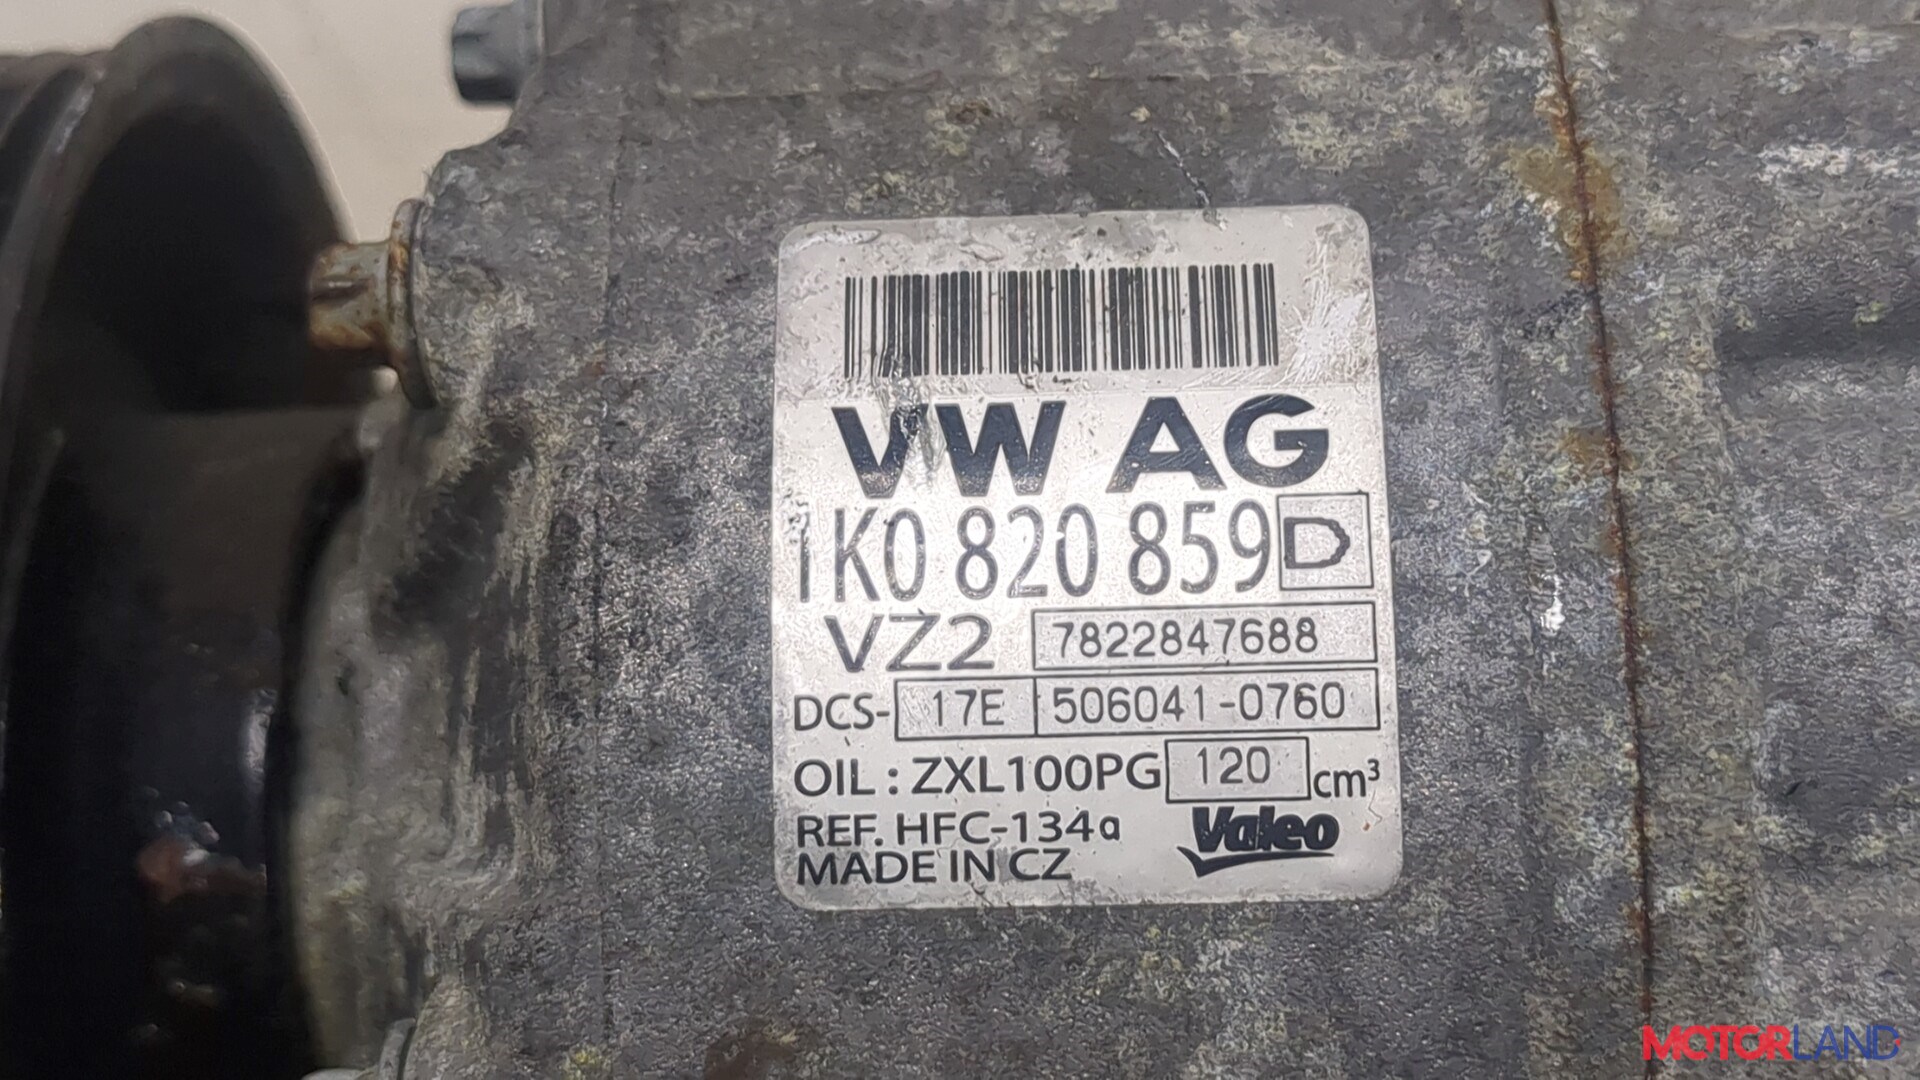 VW AG
1K0 820 859 D
VZ2 7822847688
DCS- 17E 506041-0760
OIL : ZXL100PG 120 cm³
REF. HFC-134a
MADE IN CZ
Valeo
MOTORLAND